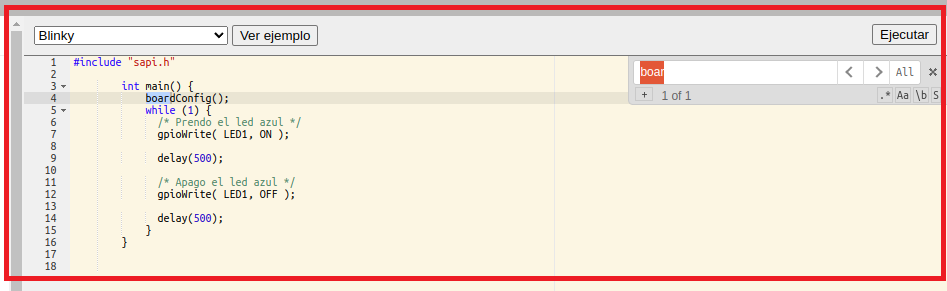 Blinky Ver ejemplo Ejecutar
1 #include "sapi.h"
2
3 int main() {
4 boardConfig();
5 while (1) {
6 /* Prendo el led azul */
7 gpioWrite( LED1, ON );
8
9 delay(500);
10
11 /* Apago el led azul */
12 gpioWrite( LED1, OFF );
13
14 delay(500);
15 }
16 }
17
18
boar All
+ 1 of 1 .* Aa \b S